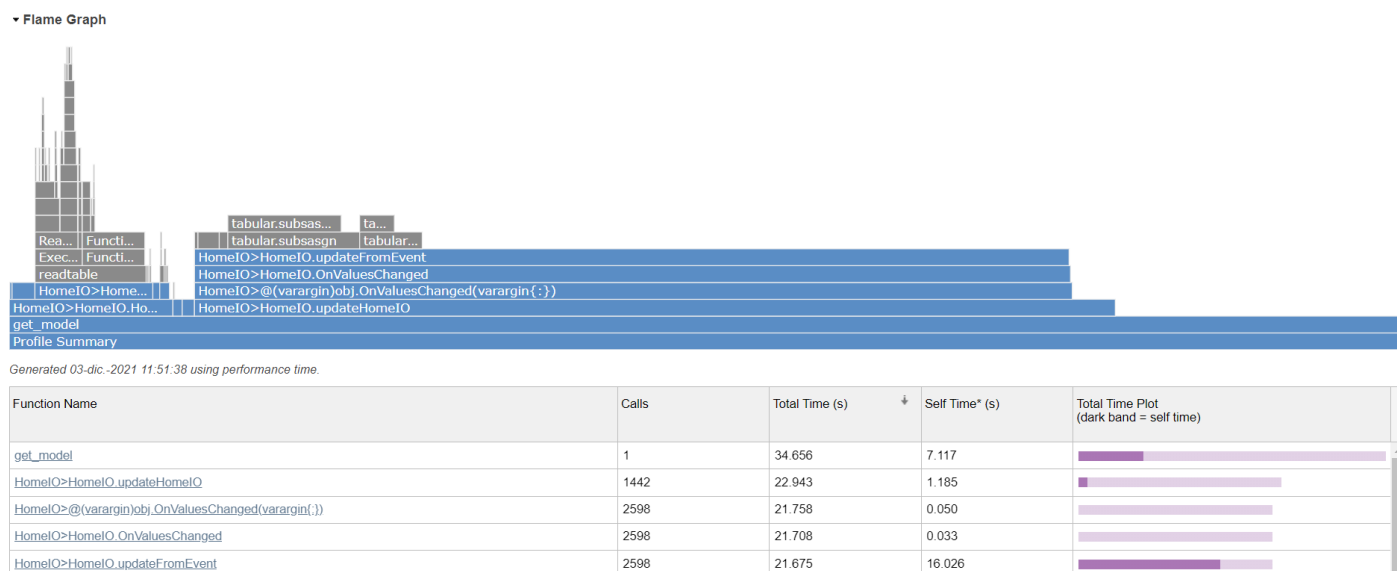 Flame Graph
tabular.subsas... ta...
Rea... Functi... tabular.subsasgn tabular...
Exec... Functi... HomeIO>HomeIO.updateFromEvent
readtable HomeIO>HomeIO.OnValuesChanged
HomeIO>Home... HomeIO>@(varargin)obj.OnValuesChanged(varargin{:})
HomeIO>HomeIO.Ho... HomeIO>HomeIO.updateHomeIO
get_model
Profile Summary
Generated 03-dic.-2021 11:51:38 using performance time.
Function Name Calls Total Time (s) Self Time* (s) Total Time Plot
(dark band = self time)
get_model 1 34.656 7.117
HomeIO>HomeIO.updateHomeIO 1442 22.943 1.185
HomeIO>@(varargin)obj.OnValuesChanged(varargin{:}) 2598 21.758 0.050
HomeIO>HomeIO.OnValuesChanged 2598 21.708 0.033
HomeIO>HomeIO.updateFromEvent 2598 21.675 16.026